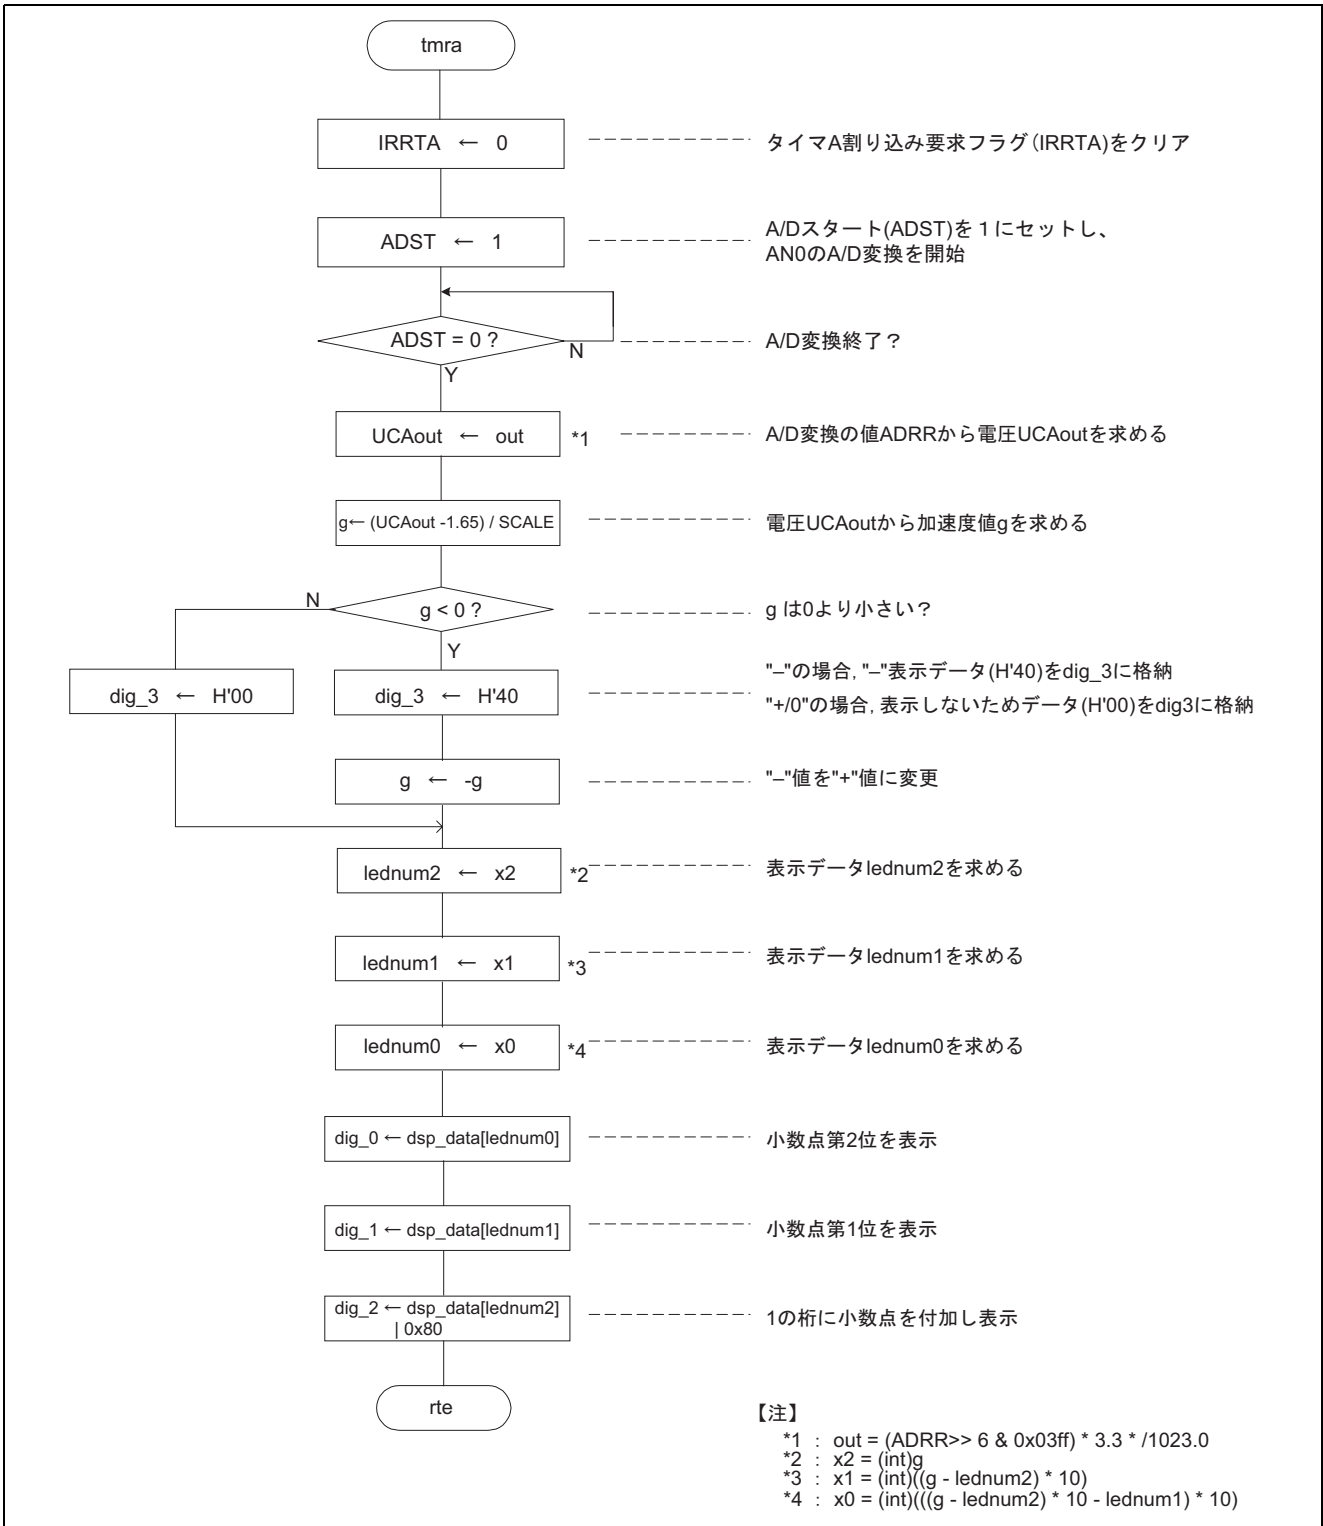 tmra
IRRTA ← 0
タイマA割り込み要求フラグ(IRRTA)をクリア
ADST ← 1
A/Dスタート(ADST)を1にセットし、
AN0のA/D変換を開始
ADST = 0 ?
N
A/D変換終了？
Y
UCAout ← out
*1
A/D変換の値ADRRから電圧UCAoutを求める
g← (UCAout -1.65) / SCALE
電圧UCAoutから加速度値gを求める
N
g < 0 ?
g は0より小さい？
Y
"–"の場合, "–"表示データ(H'40)をdig_3に格納
dig_3 ← H'00
dig_3 ← H'40
"+/0"の場合, 表示しないためデータ(H'00)をdig3に格納
g ← -g
"–"値を"+"値に変更
lednum2 ← x2
*2
表示データlednum2を求める
lednum1 ← x1
*3
表示データlednum1を求める
lednum0 ← x0
*4
表示データlednum0を求める
dig_0 ← dsp_data[lednum0]
小数点第2位を表示
dig_1 ← dsp_data[lednum1]
小数点第1位を表示
dig_2 ← dsp_data[lednum2]
| 0x80
1の桁に小数点を付加し表示
rte
【注】
*1 : out = (ADRR>> 6 & 0x03ff) * 3.3 * /1023.0
*2 : x2 = (int)g
*3 : x1 = (int)((g - lednum2) * 10)
*4 : x0 = (int)(((g - lednum2) * 10 - lednum1) * 10)